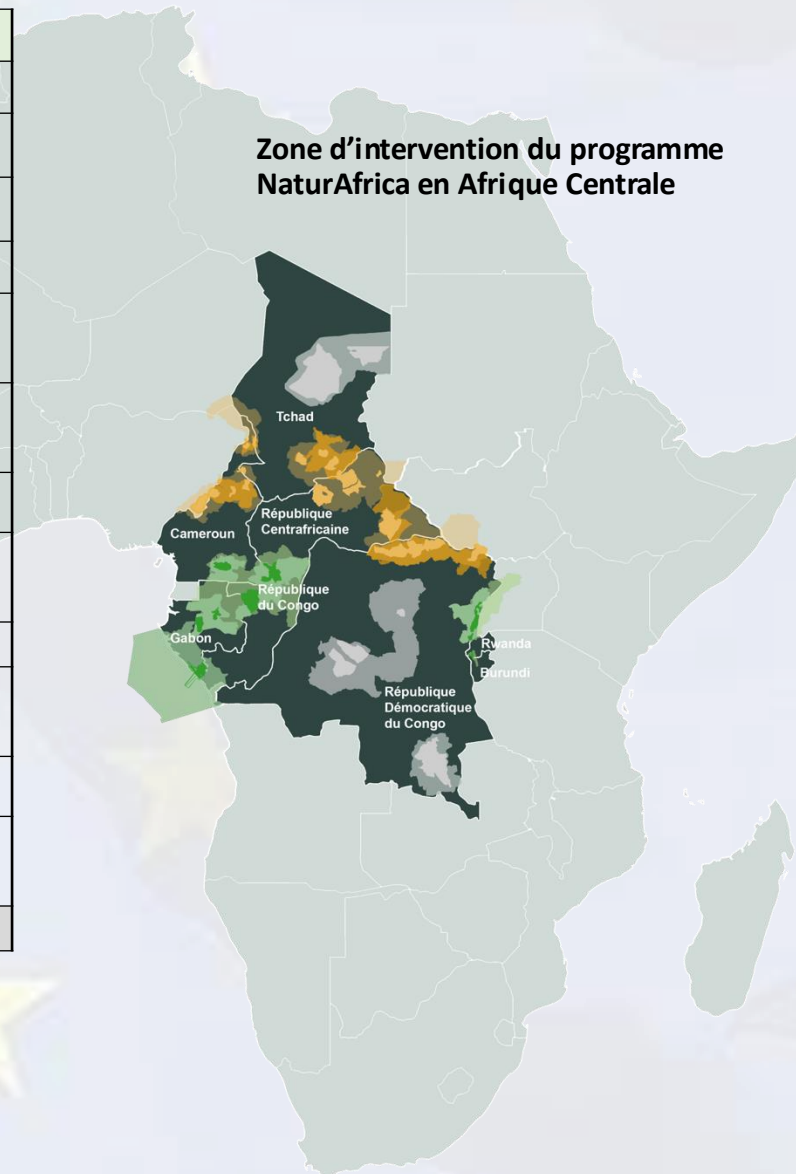 Zone d’intervention du programme
NaturAfrica en Afrique Centrale
Tchad
République
Centrafricaine
Cameroun
République
du Congo
Gabon
Rwanda
Burundi
République
Démocratique
du Congo